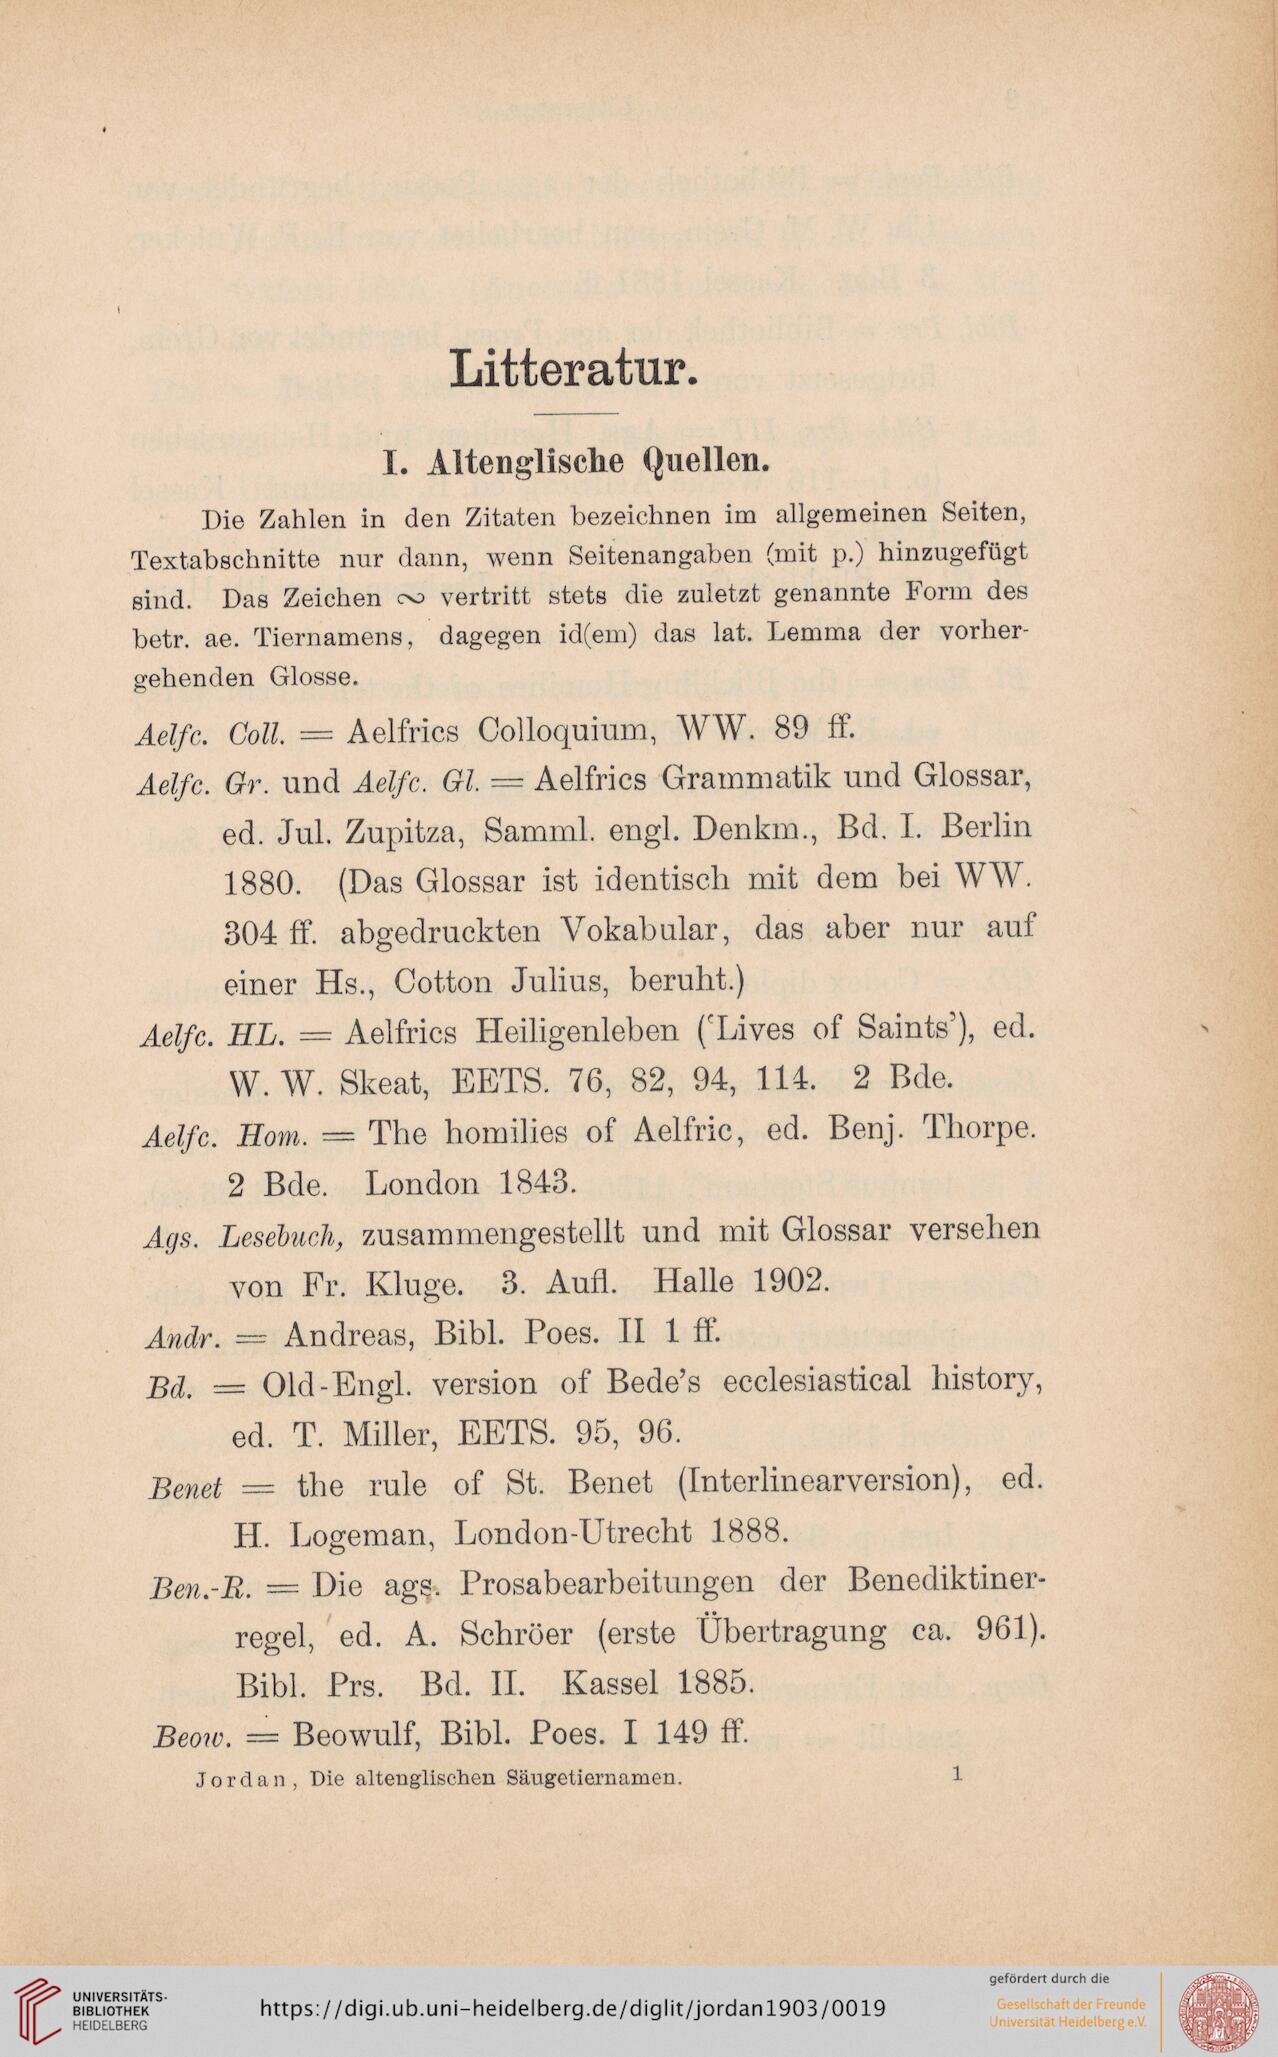 Litteratur.
I. Altenglische Quellen.
Die Zahlen in den Zitaten bezeichnen im allgemeinen Seiten,
Textabschnitte nur dann, wenn Seitenangaben (mit p.) hinzugefügt
sind. Das Zeichen ∾ vertritt stets die zuletzt genannte Form des
betr. ae. Tiernamens, dagegen id(em) das lat. Lemma der vorher-
gehenden Glosse.
Aelfc. Coll. = Aelfrics Colloquium, WW. 89 ff.
Aelfc. Gr. und Aelfc. Gl. = Aelfrics Grammatik und Glossar,
ed. Jul. Zupitza, Samml. engl. Denkm., Bd. I. Berlin
1880. (Das Glossar ist identisch mit dem bei WW.
304 ff. abgedruckten Vokabular, das aber nur auf
einer Hs., Cotton Julius, beruht.)
Aelfc. HL. = Aelfrics Heiligenleben (‘Lives of Saints’), ed.
W. W. Skeat, EETS. 76, 82, 94, 114. 2 Bde.
Aelfc. Hom. = The homilies of Aelfric, ed. Benj. Thorpe.
2 Bde. London 1843.
Ags. Lesebuch, zusammengestellt und mit Glossar versehen
von Fr. Kluge. 3. Aufl. Halle 1902.
Andr. = Andreas, Bibl. Poes. II 1 ff.
Bd. = Old-Engl. version of Bede’s ecclesiastical history,
ed. T. Miller, EETS. 95, 96.
Benet = the rule of St. Benet (Interlinearversion), ed.
H. Logeman, London-Utrecht 1888.
Ben.-R. = Die ags. Prosabearbeitungen der Benediktiner-
regel, ed. A. Schröer (erste Übertragung ca. 961).
Bibl. Prs. Bd. II. Kassel 1885.
Beow. = Beowulf, Bibl. Poes. I 149 ff.
Jordan, Die altenglischen Säugetiernamen. 1
UNIVERSITÄTS-
BIBLIOTHEK
HEIDELBERG
https://digi.ub.uni-heidelberg.de/diglit/jordan1903/0019
gefördert durch die
Gesellschaft der Freunde
Universität Heidelberg e.V.